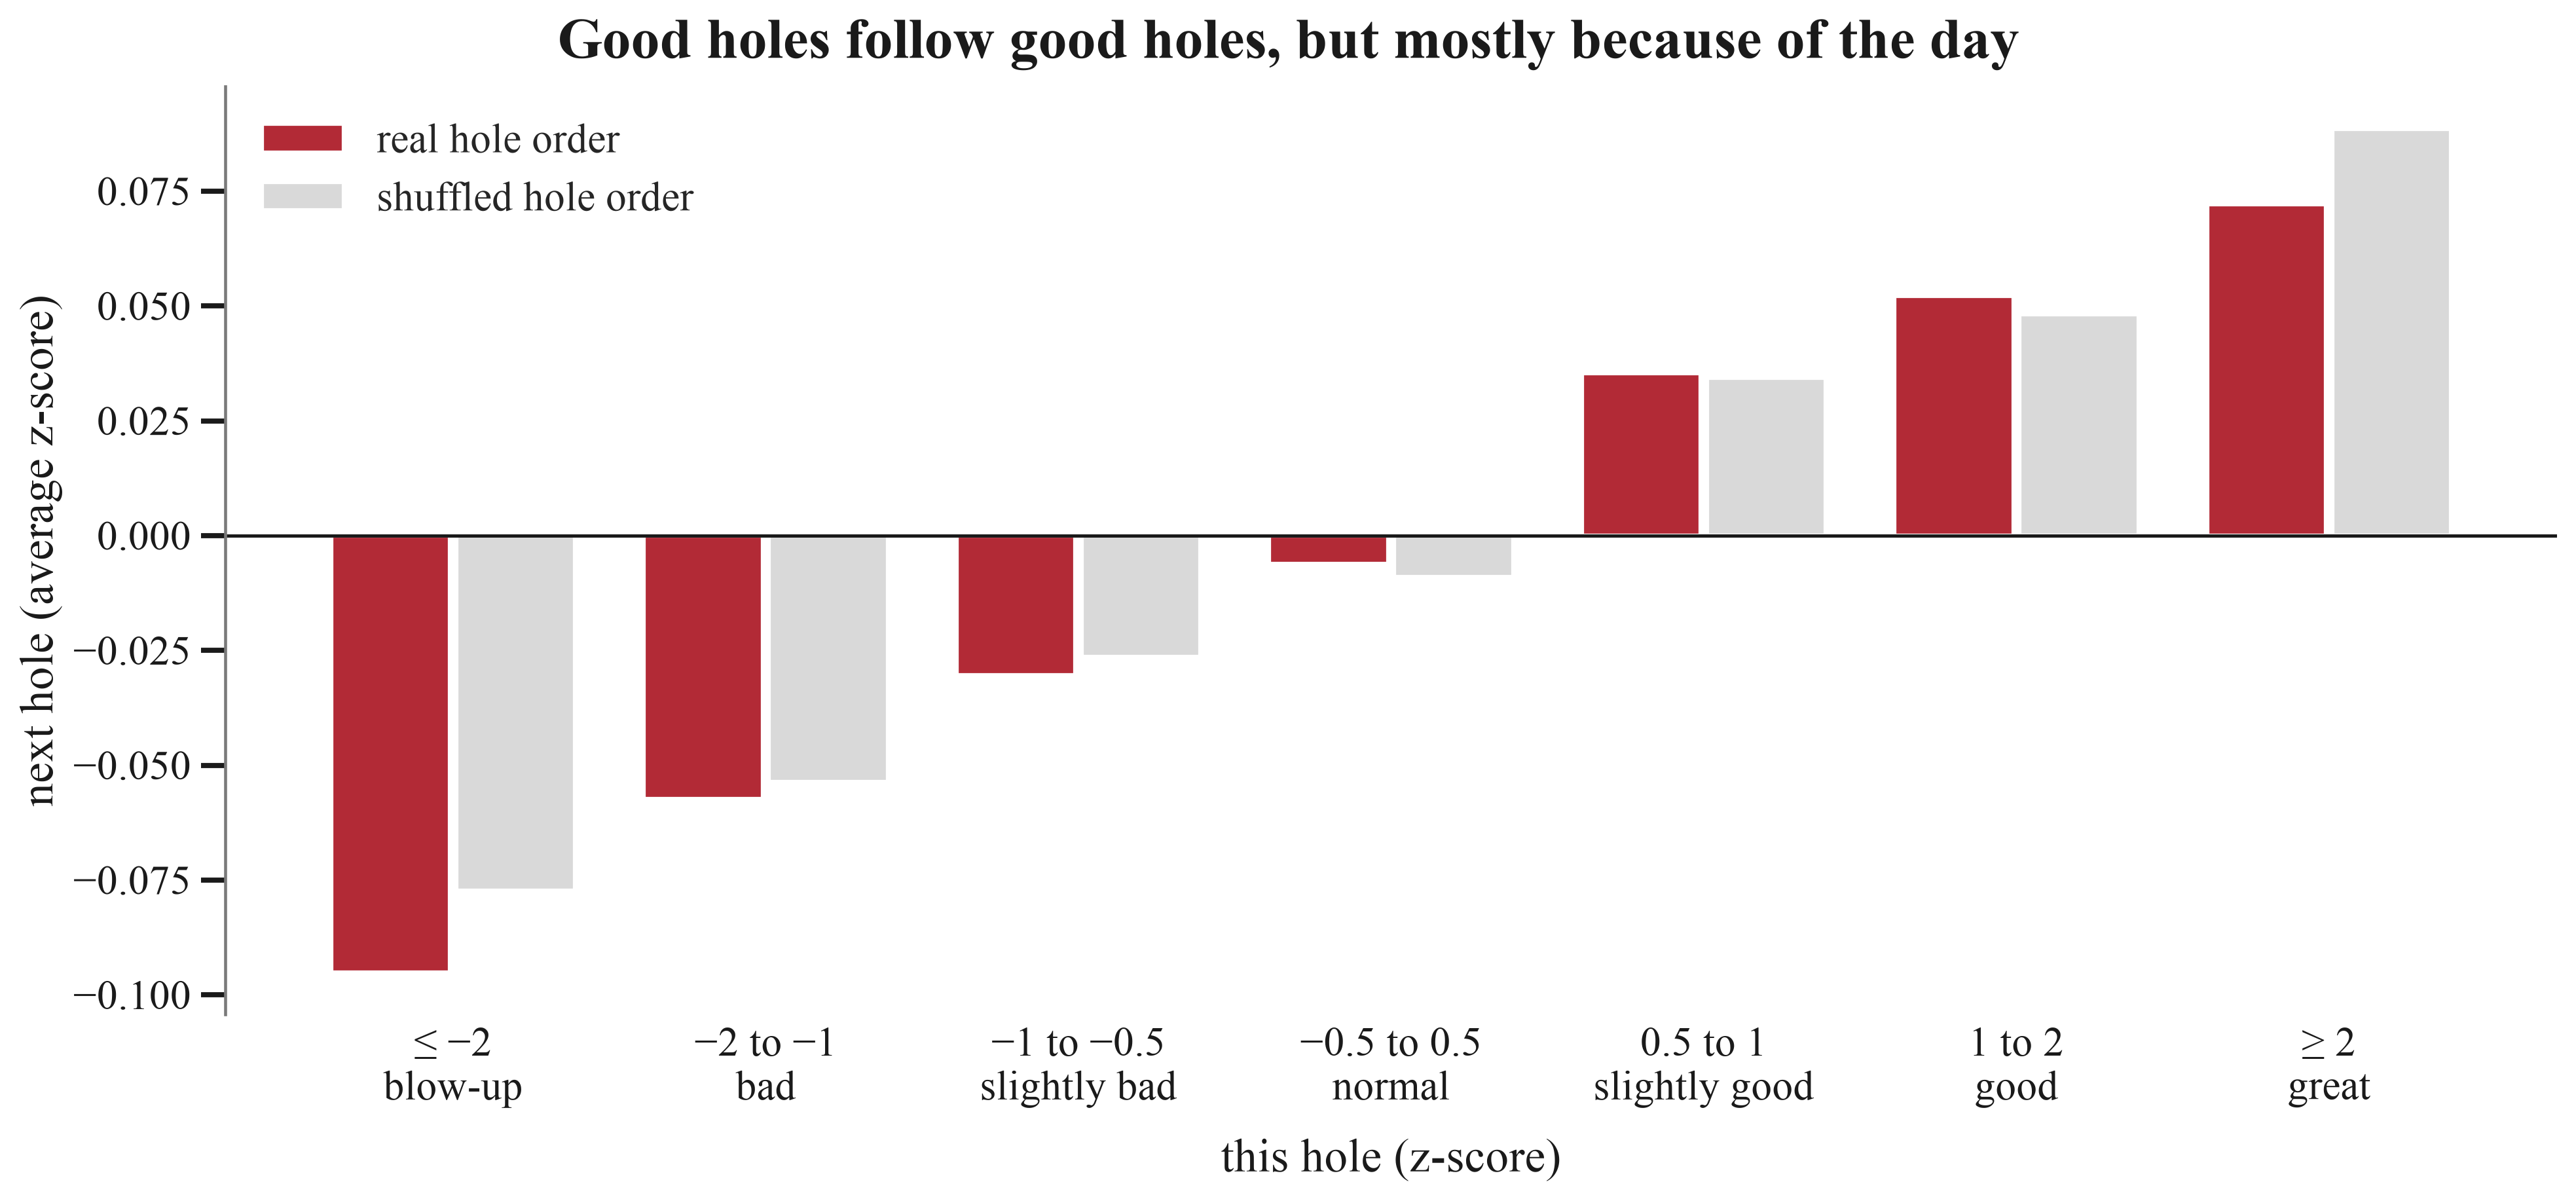 Good holes follow good holes, but mostly because of the day
real hole order
shuffled hole order
next hole (average z-score)
0.075
0.050
0.025
0.000
−0.025
−0.050
−0.075
−0.100
≤ −2
blow-up
−2 to −1
bad
−1 to −0.5
slightly bad
−0.5 to 0.5
normal
0.5 to 1
slightly good
1 to 2
good
≥ 2
great
this hole (z-score)